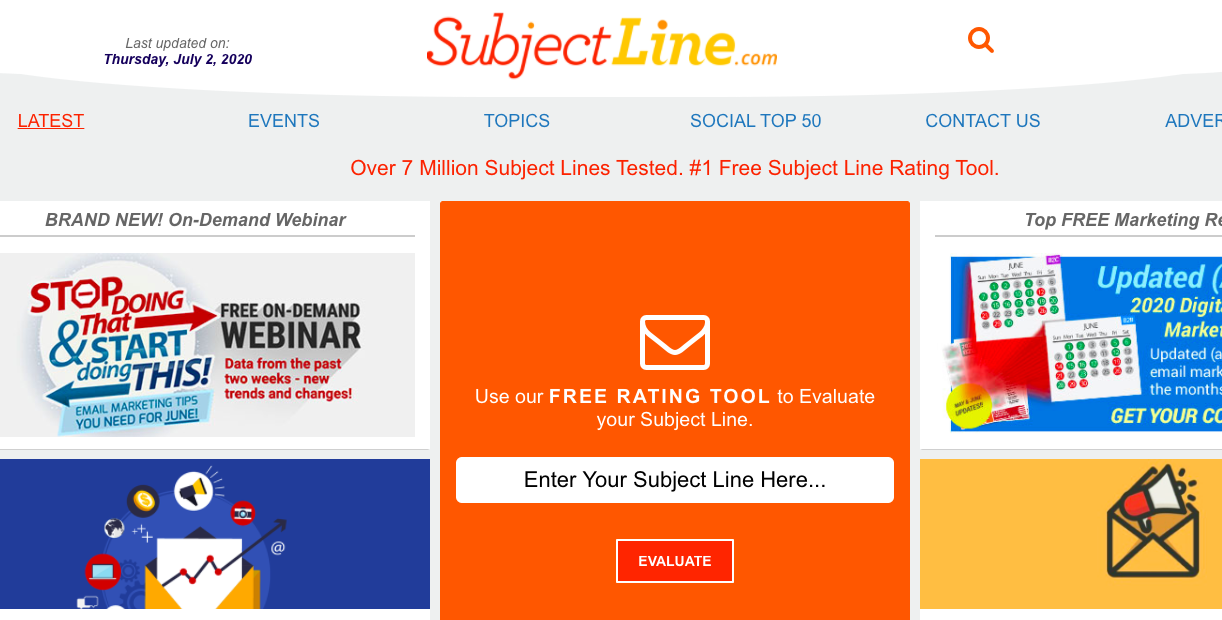 Last updated on:
Thursday, July 2, 2020
SubjectLine.com
LATEST
EVENTS
TOPICS
SOCIAL TOP 50
CONTACT US
ADVER
Over 7 Million Subject Lines Tested. #1 Free Subject Line Rating Tool.
BRAND NEW! On-Demand Webinar
STOP DOING
That
& START
doing THIS!
EMAIL MARKETING TIPS
YOU NEED FOR JUNE!
FREE ON-DEMAND
WEBINAR
Data from the past
two weeks - new
trends and changes!
Use our FREE RATING TOOL to Evaluate
your Subject Line.
Enter Your Subject Line Here...
EVALUATE
Top FREE Marketing Re
JUNE
B2C
JUNE
B2B
MAY & JUNE
UPDATES!!
Updated (
2020 Digit
Market
Updated (a
email mark
the months
GET YOUR CO
@